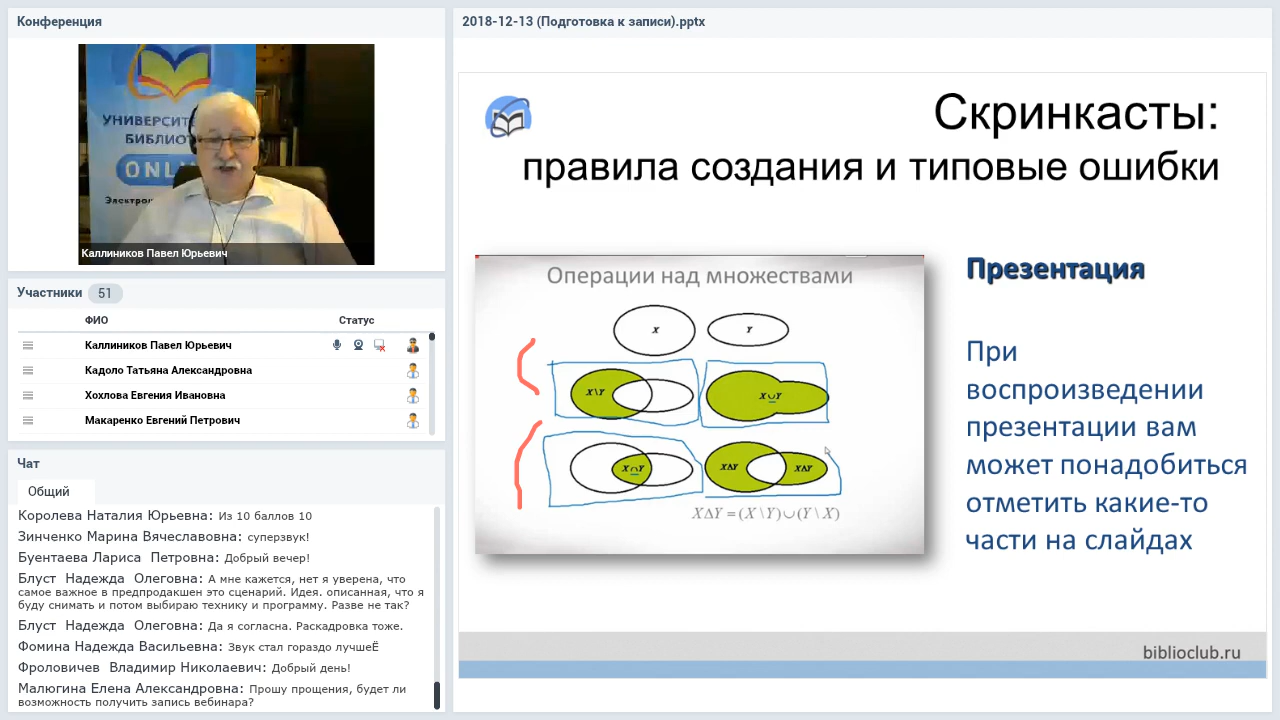 Конференция
УНИВЕРСИТЕ
БИБЛИОТ
ONLI
Электро
Каллиников Павел Юрьевич
Участники 51
ФИО Статус
Каллиников Павел Юрьевич
Кадоло Татьяна Александровна
Хохлова Евгения Ивановна
Макаренко Евгений Петрович
Чат
Общий
Королева Наталия Юрьевна: Из 10 баллов 10
Зинченко Марина Вячеславовна: суперзвук!
Буентаева Лариса Петровна: Добрый вечер!
Блуст Надежда Олеговна: А мне кажется, нет я уверена, что
самое важное в предпродакшен это сценарий. Идея. описанная, что я
буду снимать и потом выбираю технику и программу. Разве не так?
Блуст Надежда Олеговна: Да я согласна. Раскадровка тоже.
Фомина Надежда Васильевна: Звук стал гораздо лучшеЁ
Фроловичев Владимир Николаевич: Добрый день!
Малюгина Елена Александровна: Прошу прощения, будет ли
возможность получить запись вебинара?
2018-12-13 (Подготовка к записи).pptx
Скринкасты:
правила создания и типовые ошибки
Операции над множествами
X Y
X\Y X∪Y
X∩Y XΔY XΔY
XΔY = (X \ Y) ∪ (Y \ X)
Презентация
При
воспроизведении
презентации вам
может понадобиться
отметить какие-то
части на слайдах
biblioclub.ru